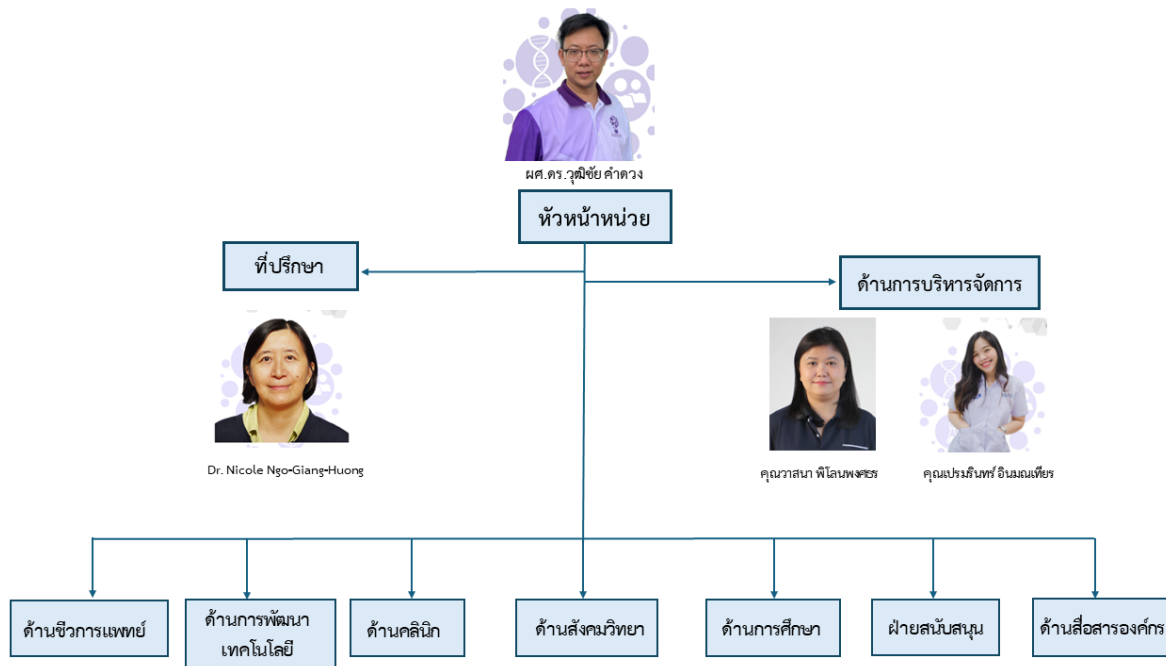 ผศ.ดร.วุฒิชัย คำดวง
หัวหน้าหน่วย
ที่ปรึกษา
ด้านการบริหารจัดการ
Dr. Nicole Ngo-Giang-Huong
คุณวาสนา พิโลนพงศธร
คุณเปรมรินทร์ อินมณเทียร
ด้านชีวการแพทย์
ด้านการพัฒนา
เทคโนโลยี
ด้านคลินิก
ด้านสังคมวิทยา
ด้านการศึกษา
ฝ่ายสนับสนุน
ด้านสื่อสารองค์กร